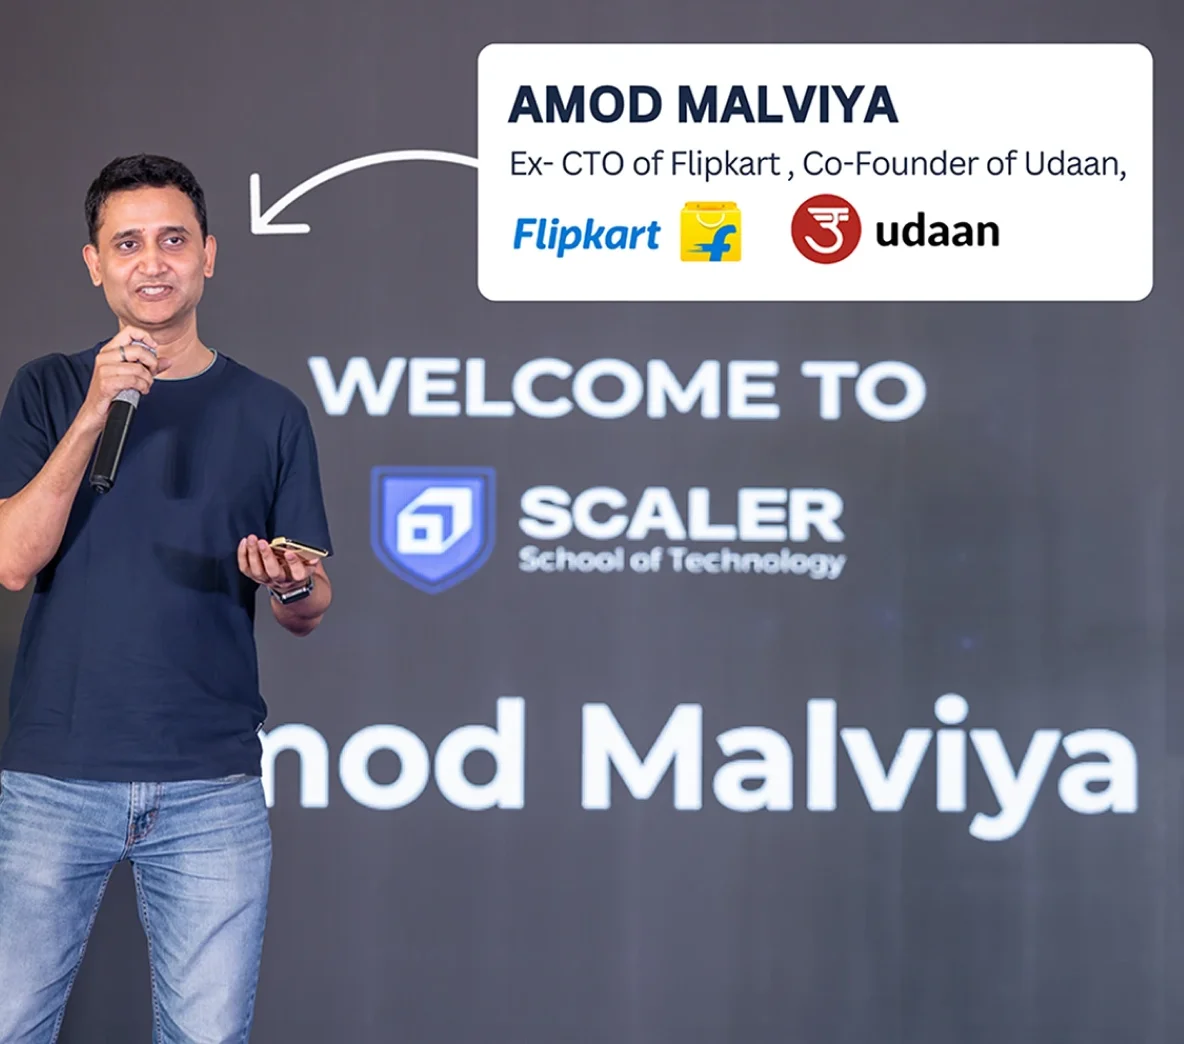 AMOD MALVIYA
Ex- CTO of Flipkart , Co-Founder of Udaan,
Flipkart
udaan
WELCOME TO
SCALER
School of Technology
mod Malviya